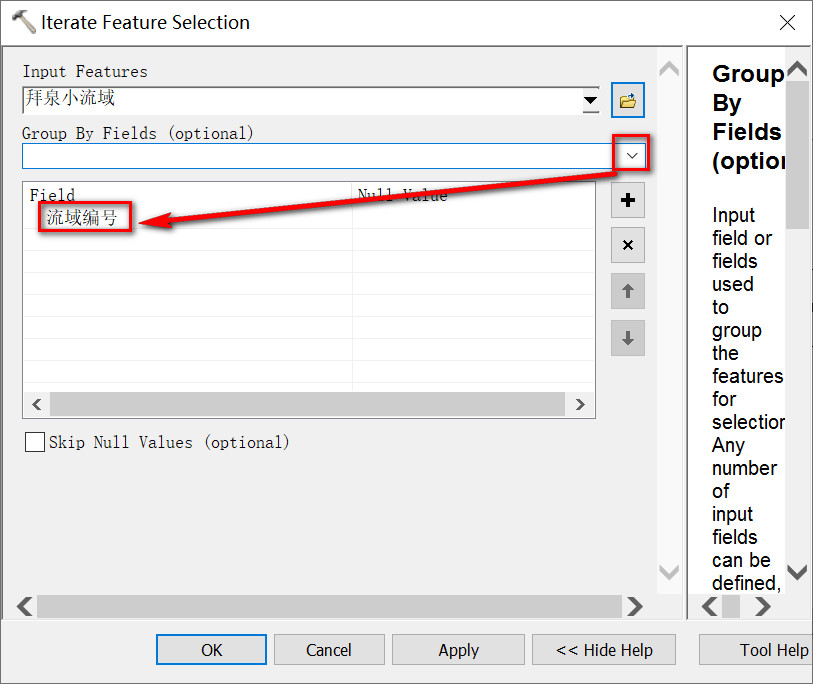 Iterate Feature Selection
Input Features
拜泉小流域
Group By Fields (optional)
Field Null Value
流域编号
Skip Null Values (optional)
OK Cancel Apply << Hide Help Tool Help
Group
By
Fields
(option
Input
field or
fields
used
to
group
the
features
for
selection
Any
number
of
input
fields
can be
defined,